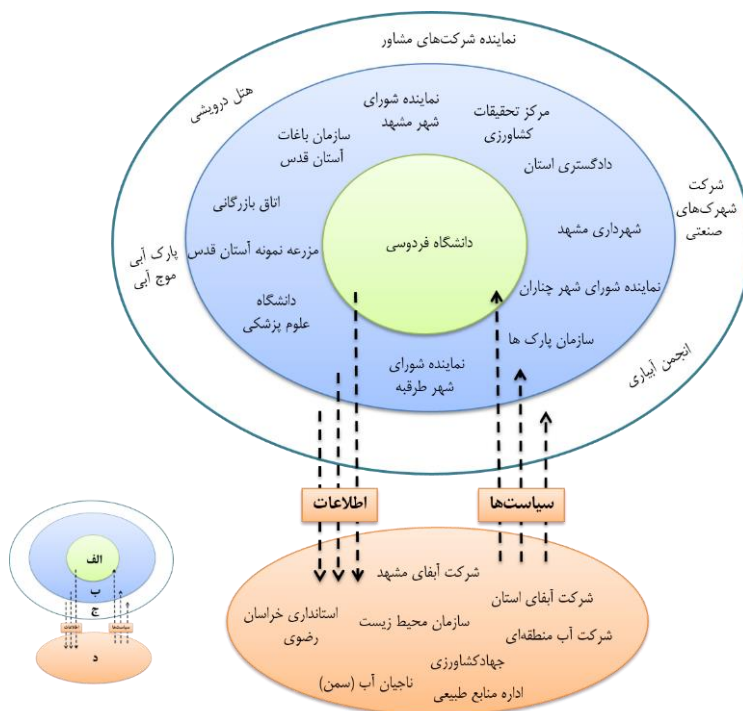 نماینده شرکت‌های مشاور
هتل درویشی
نماینده شورای
شهر مشهد
مرکز تحقیقات
کشاورزی
سازمان باغات
آستان قدس
دادگستری استان
شرکت
شهرک‌های
صنعتی
اتاق بازرگانی
دانشگاه فردوسی
شهرداری مشهد
پارک آبی
موج آبی
مزرعه نمونه آستان قدس
نماینده شورای شهر چناران
دانشگاه
علوم پزشکی
سازمان پارک ها
نماینده شورای
شهر طرقبه
انجمن آبیاری
سیاست‌ها
اطلاعات
شرکت آبفای مشهد
شرکت آبفای استان
استانداری خراسان
رضوی
سازمان محیط زیست
شرکت آب منطقه‌ای
جهادکشاورزی
ناجیان آب (سمن)
اداره منابع طبیعی
الف
ب
ج
سیاست‌ها
اطلاعات
د